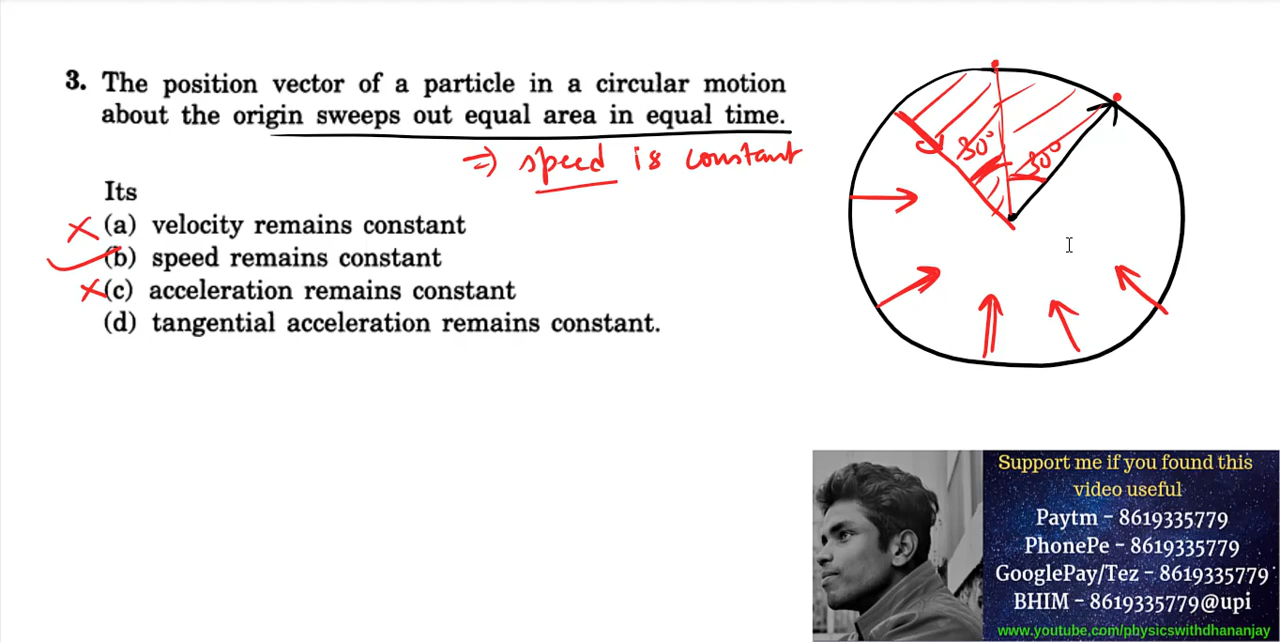 3. The position vector of a particle in a circular motion
about the origin sweeps out equal area in equal time.
=> speed is constant
Its
(a) velocity remains constant
(b) speed remains constant
(c) acceleration remains constant
(d) tangential acceleration remains constant.
30° 30°
Support me if you found this
video useful
Paytm - 8619335779
PhonePe - 8619335779
GooglePay/Tez - 8619335779
BHIM - 8619335779@upi
www.youtube.com/physicswithdhananjay